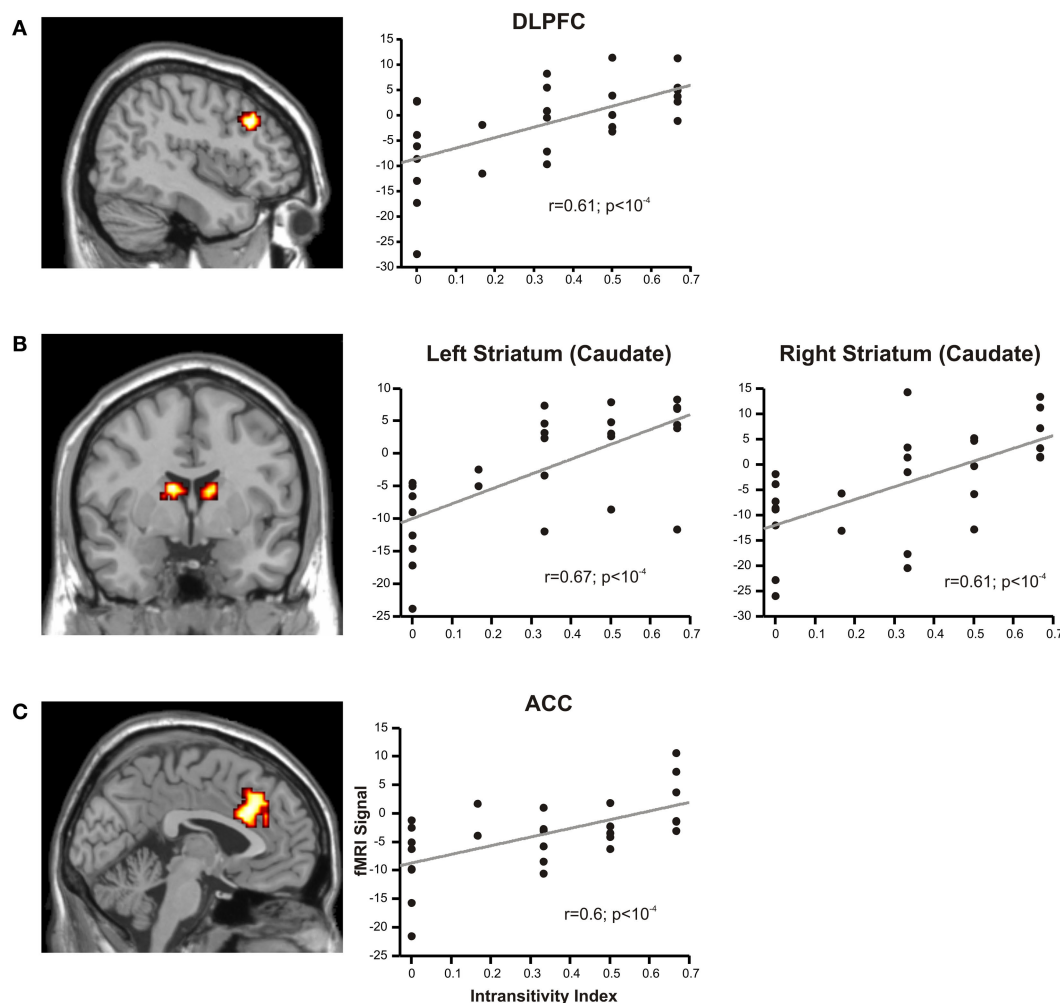 A
DLPFC
15
10
5
0
-5
-10
-15
-20
-25
-30
r=0.61; p<10⁻⁴
0 0.1 0.2 0.3 0.4 0.5 0.6 0.7
B
Left Striatum (Caudate)
10
5
0
-5
-10
-15
-20
-25
r=0.67; p<10⁻⁴
0 0.1 0.2 0.3 0.4 0.5 0.6 0.7
Right Striatum (Caudate)
15
10
5
0
-5
-10
-15
-20
-25
-30
r=0.61; p<10⁻⁴
0 0.1 0.2 0.3 0.4 0.5 0.6 0.7
C
ACC
fMRI Signal
15
10
5
0
-5
-10
-15
-20
-25
r=0.6; p<10⁻⁴
0 0.1 0.2 0.3 0.4 0.5 0.6 0.7
Intransitivity Index